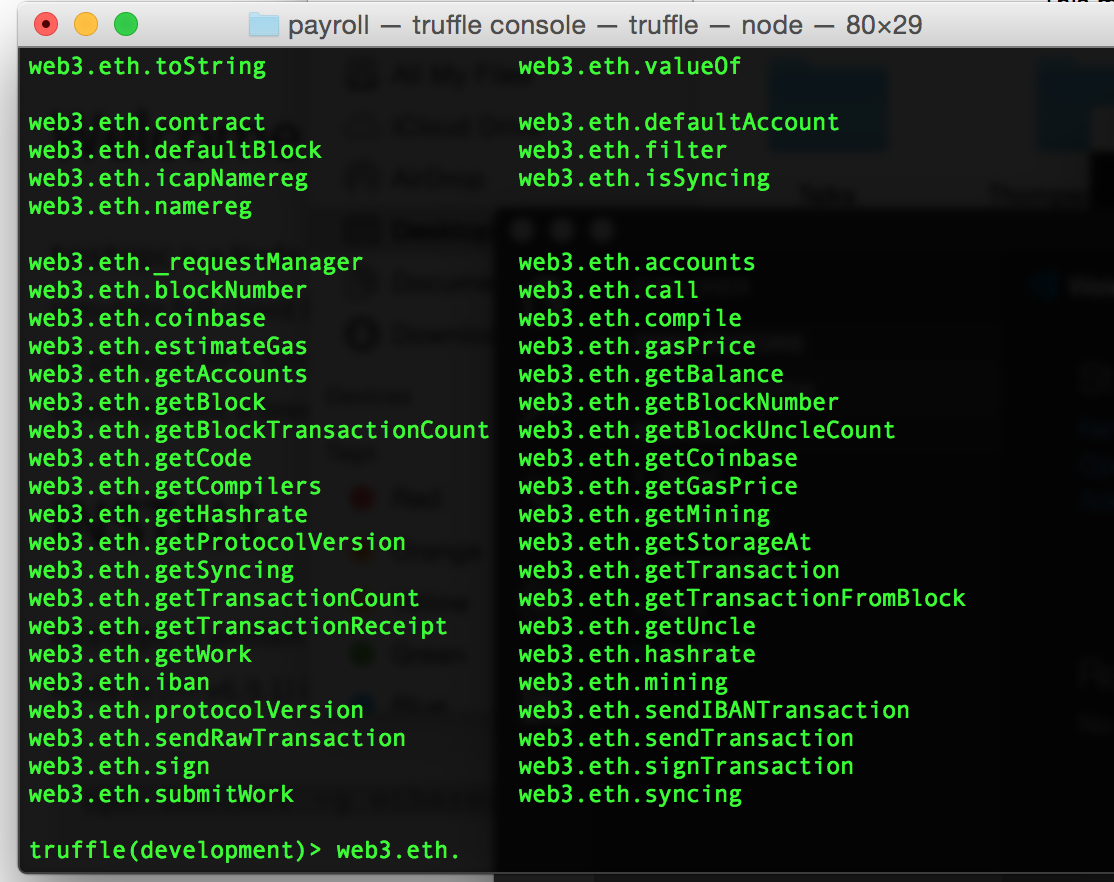 payroll — truffle console — truffle — node — 80×29
web3.eth.toString web3.eth.valueOf
web3.eth.contract web3.eth.defaultAccount
web3.eth.defaultBlock web3.eth.filter
web3.eth.icapNamereg web3.eth.isSyncing
web3.eth.namereg
web3.eth._requestManager web3.eth.accounts
web3.eth.blockNumber web3.eth.call
web3.eth.coinbase web3.eth.compile
web3.eth.estimateGas web3.eth.gasPrice
web3.eth.getAccounts web3.eth.getBalance
web3.eth.getBlock web3.eth.getBlockNumber
web3.eth.getBlockTransactionCount web3.eth.getBlockUncleCount
web3.eth.getCode web3.eth.getCoinbase
web3.eth.getCompilers web3.eth.getGasPrice
web3.eth.getHashrate web3.eth.getMining
web3.eth.getProtocolVersion web3.eth.getStorageAt
web3.eth.getSyncing web3.eth.getTransaction
web3.eth.getTransactionCount web3.eth.getTransactionFromBlock
web3.eth.getTransactionReceipt web3.eth.getUncle
web3.eth.getWork web3.eth.hashrate
web3.eth.iban web3.eth.mining
web3.eth.protocolVersion web3.eth.sendIBANTransaction
web3.eth.sendRawTransaction web3.eth.sendTransaction
web3.eth.sign web3.eth.signTransaction
web3.eth.submitWork web3.eth.syncing
truffle(development)> web3.eth.